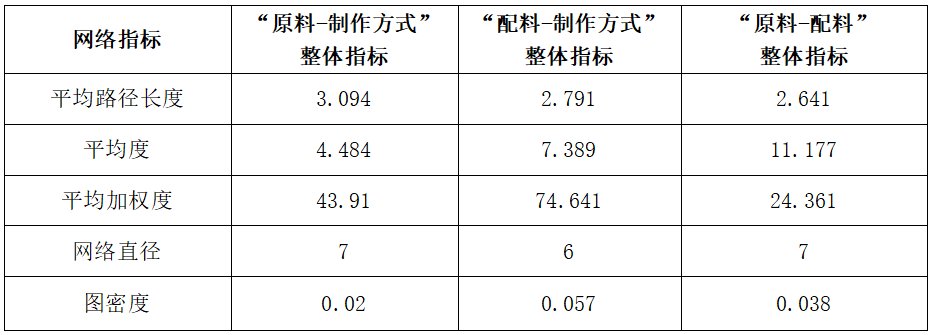 网络指标 “原料-制作方式” “配料-制作方式” “原料-配料”
整体指标 整体指标 整体指标
平均路径长度 3.094 2.791 2.641
平均度 4.484 7.389 11.177
平均加权度 43.91 74.641 24.361
网络直径 7 6 7
图密度 0.02 0.057 0.038